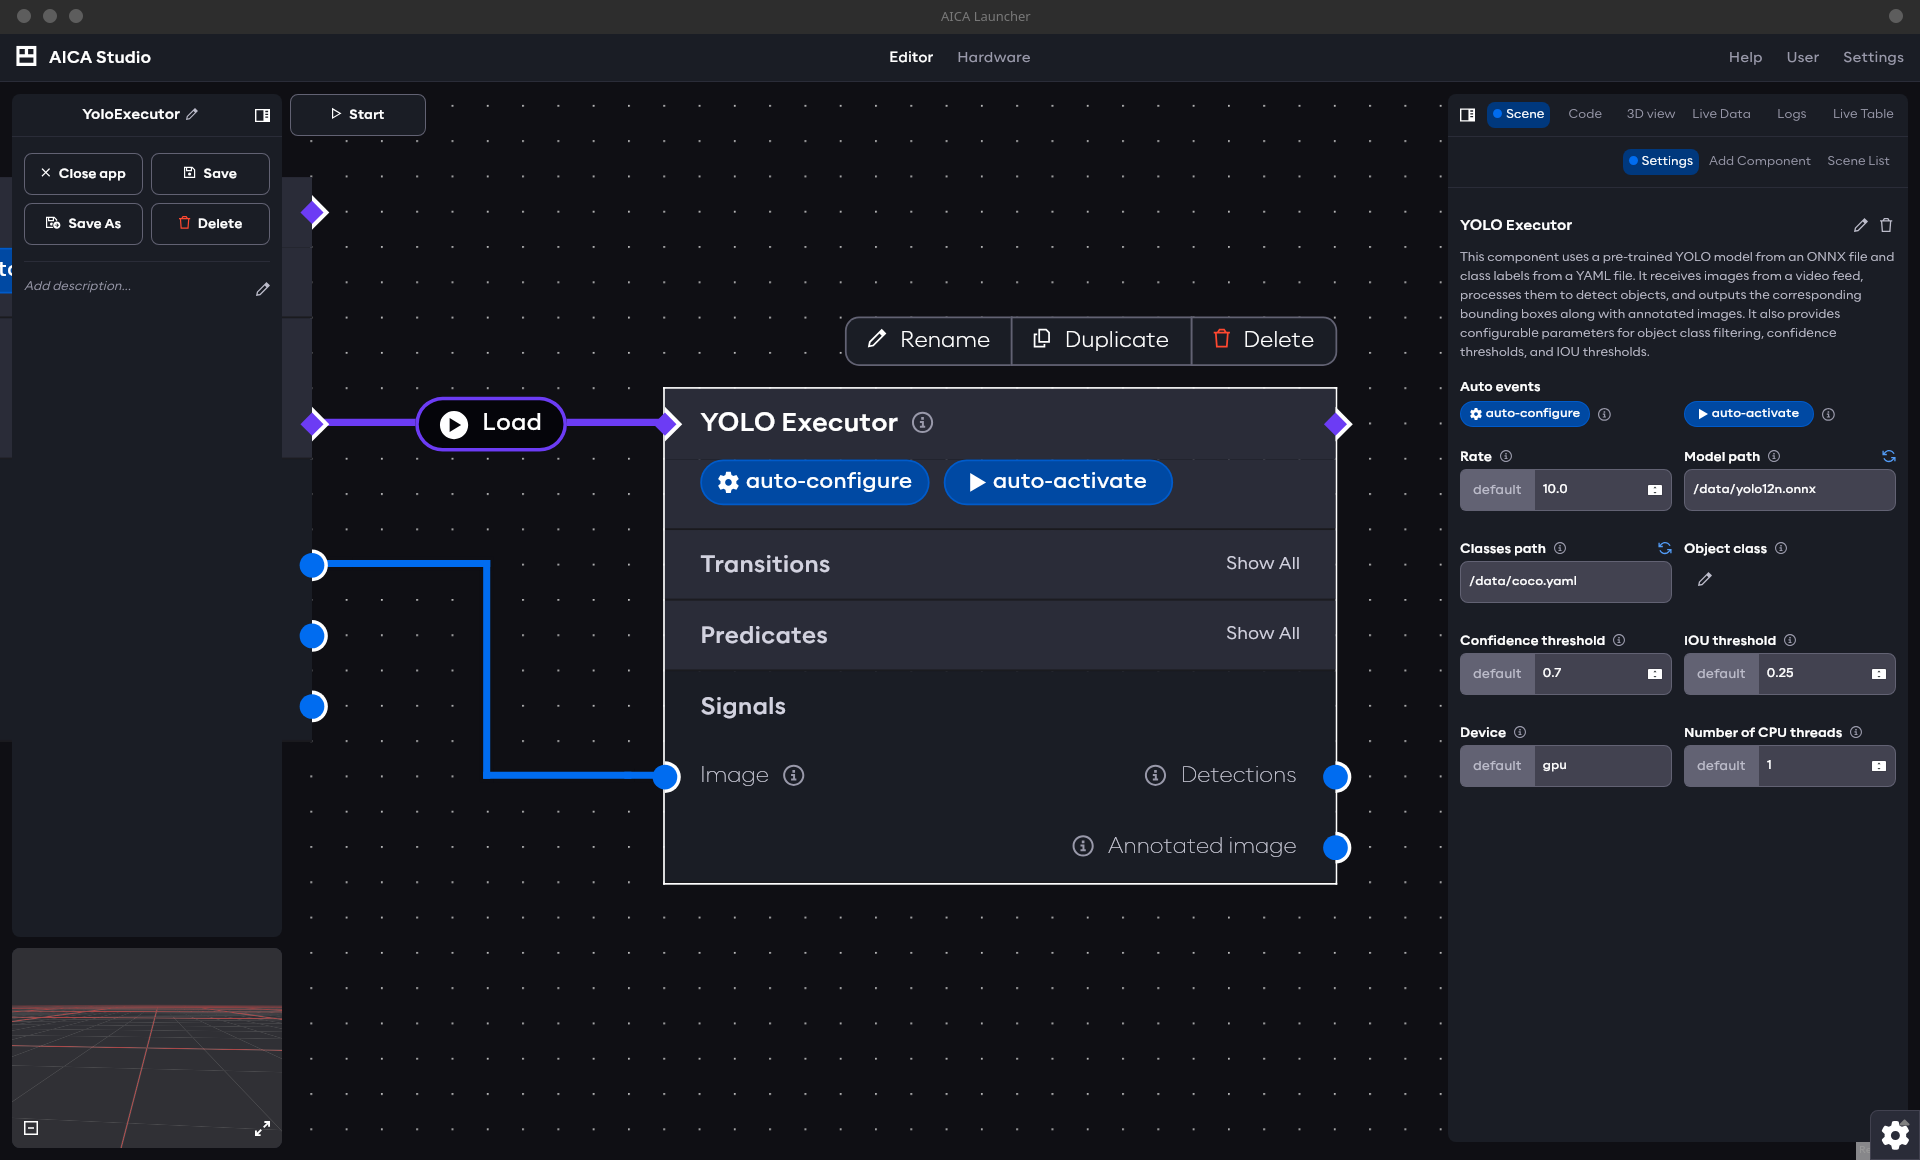 AICA Launcher
AICA Studio
Editor
Hardware
Help
User
Settings
YoloExecutor
Close app
Save
Save As
Delete
Add description...
Start
Load
Rename
Duplicate
Delete
YOLO Executor
auto-configure
auto-activate
Transitions
Show All
Predicates
Show All
Signals
Image
Detections
Annotated image
Scene
Code
3D view
Live Data
Logs
Live Table
Settings
Add Component
Scene List
YOLO Executor
This component uses a pre-trained YOLO model from an ONNX file and
class labels from a YAML file. It receives images from a video feed,
processes them to detect objects, and outputs the corresponding
bounding boxes along with annotated images. It also provides
configurable parameters for object class filtering, confidence
thresholds, and IOU thresholds.
Auto events
auto-configure
auto-activate
Rate
default
10.0
Model path
/data/yolo12n.onnx
Classes path
/data/coco.yaml
Object class
Confidence threshold
default
0.7
IOU threshold
default
0.25
Device
default
gpu
Number of CPU threads
default
1